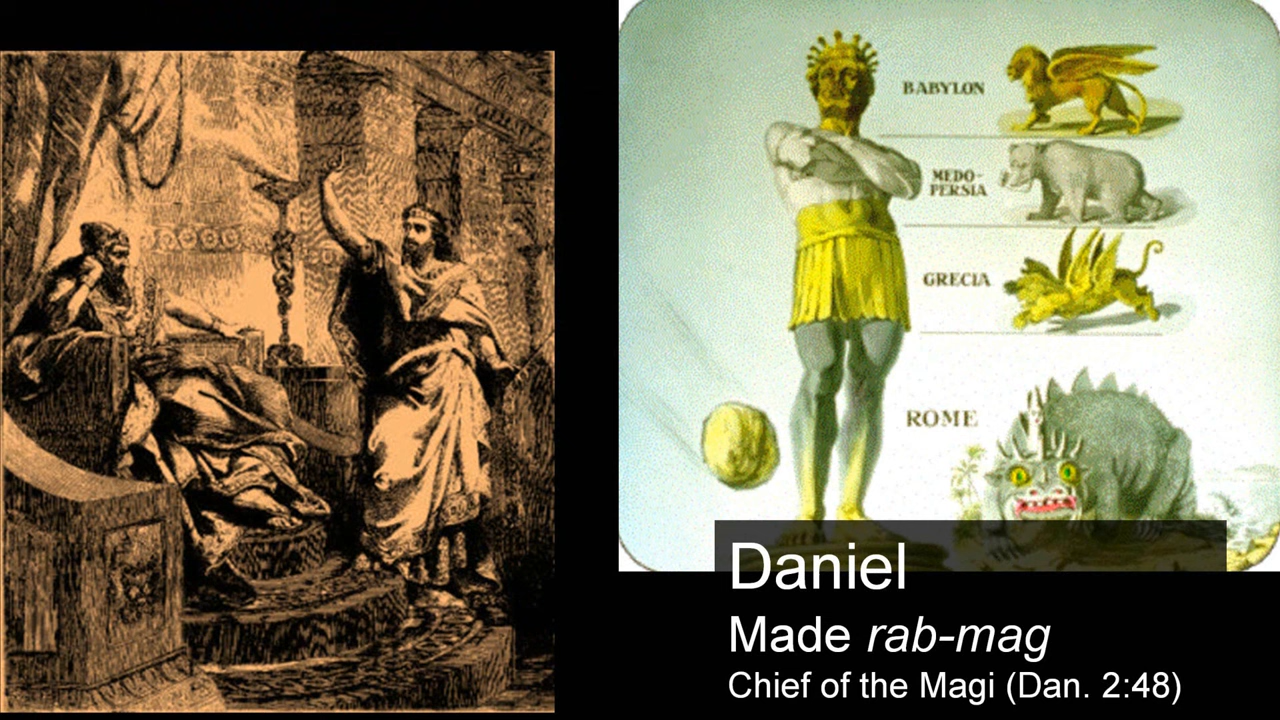 BABYLON
MEDO-
PERSIA
GRECIA
ROME
Daniel
Made rab-mag
Chief of the Magi (Dan. 2:48)